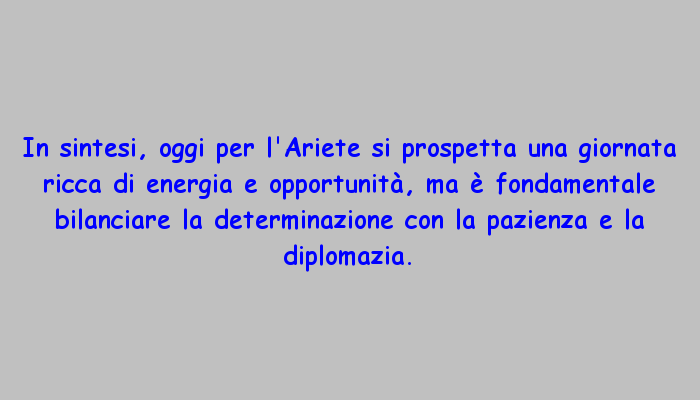 In sintesi, oggi per l'Ariete si prospetta una giornata
ricca di energia e opportunità, ma è fondamentale
bilanciare la determinazione con la pazienza e la
diplomazia.